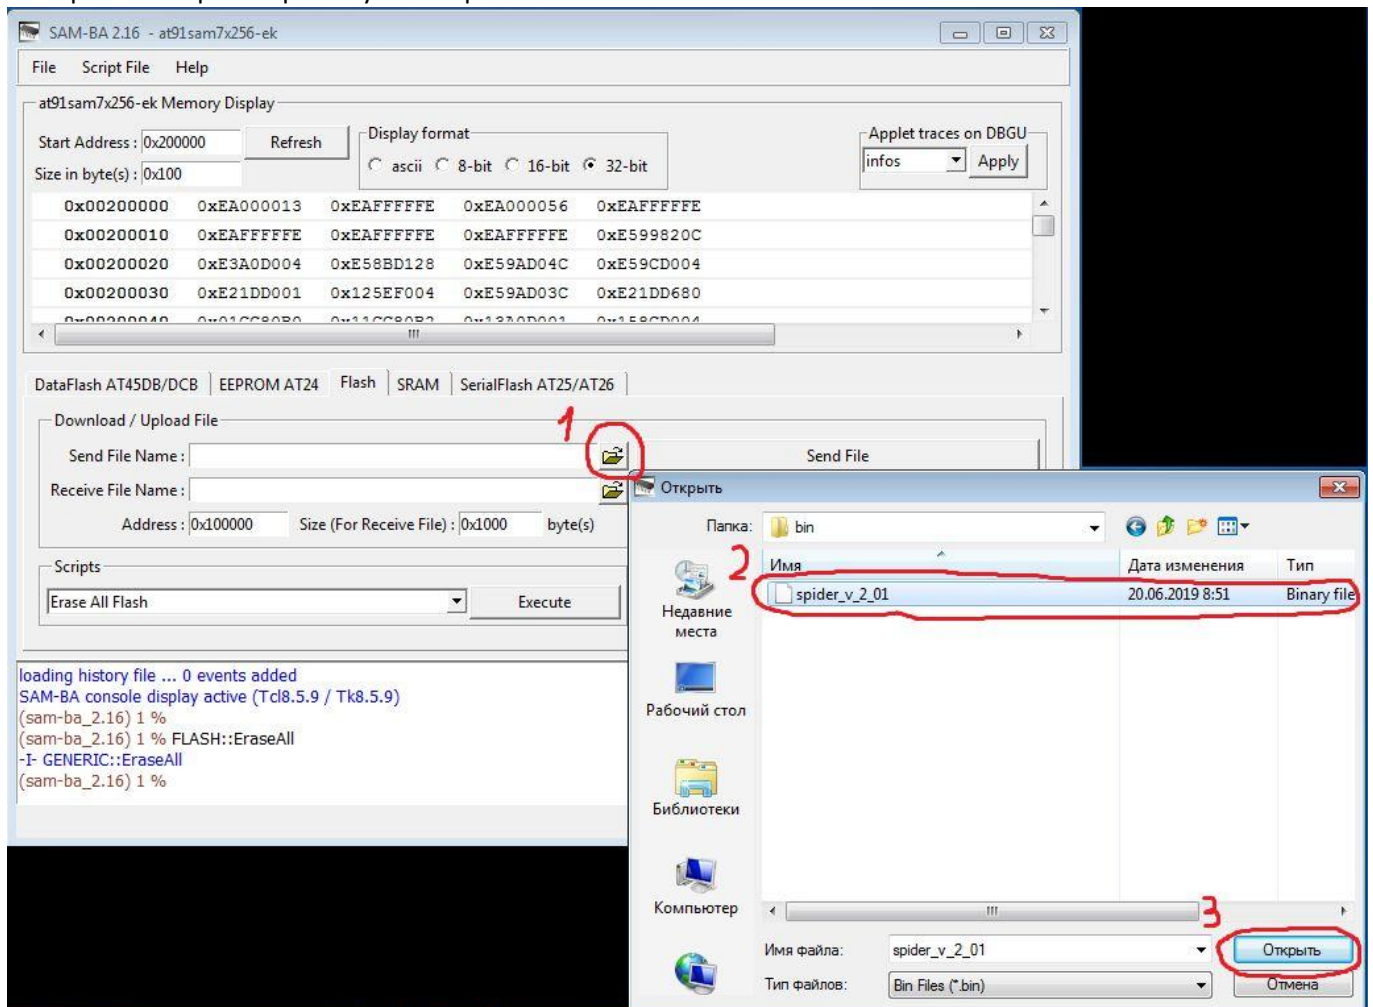 SAM-BA 2.16 - at91sam7x256-ek
File Script File Help
at91sam7x256-ek Memory Display
Start Address : 0x200000 Refresh
Size in byte(s) : 0x100
Display format
ascii 8-bit 16-bit 32-bit
Applet traces on DBGU
infos Apply
0x00200000 0xEA000013 0xEAFFFFFE 0xEA000056 0xEAFFFFFE
0x00200010 0xEAFFFFFE 0xEAFFFFFE 0xEAFFFFFE 0xE599820C
0x00200020 0xE3A0D004 0xE58BD128 0xE59AD04C 0xE59CD004
0x00200030 0xE21DD001 0x125EF004 0xE59AD03C 0xE21DD680
DataFlash AT45DB/DCB EEPROM AT24 Flash SRAM SerialFlash AT25/AT26
Download / Upload File
1
Send File Name : Send File
Receive File Name :
Address : 0x100000 Size (For Receive File) : 0x1000 byte(s)
Scripts
Erase All Flash Execute
loading history file ... 0 events added
SAM-BA console display active (Tcl8.5.9 / Tk8.5.9)
(sam-ba_2.16) 1 %
(sam-ba_2.16) 1 % FLASH::EraseAll
-I- GENERIC::EraseAll
(sam-ba_2.16) 1 %
Открыть
Папка: bin
2
Имя Дата изменения Тип
spider_v_2_01 20.06.2019 8:51 Binary file
Недавние
места
Рабочий стол
Библиотеки
Компьютер
3
Имя файла: spider_v_2_01 Открыть
Тип файлов: Bin Files (*.bin) Отмена